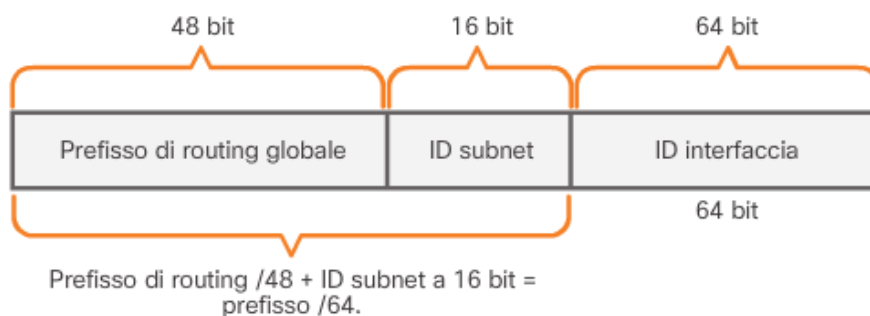 48 bit
16 bit
64 bit
Prefisso di routing globale
ID subnet
ID interfaccia
64 bit
Prefisso di routing /48 + ID subnet a 16 bit =
prefisso /64.